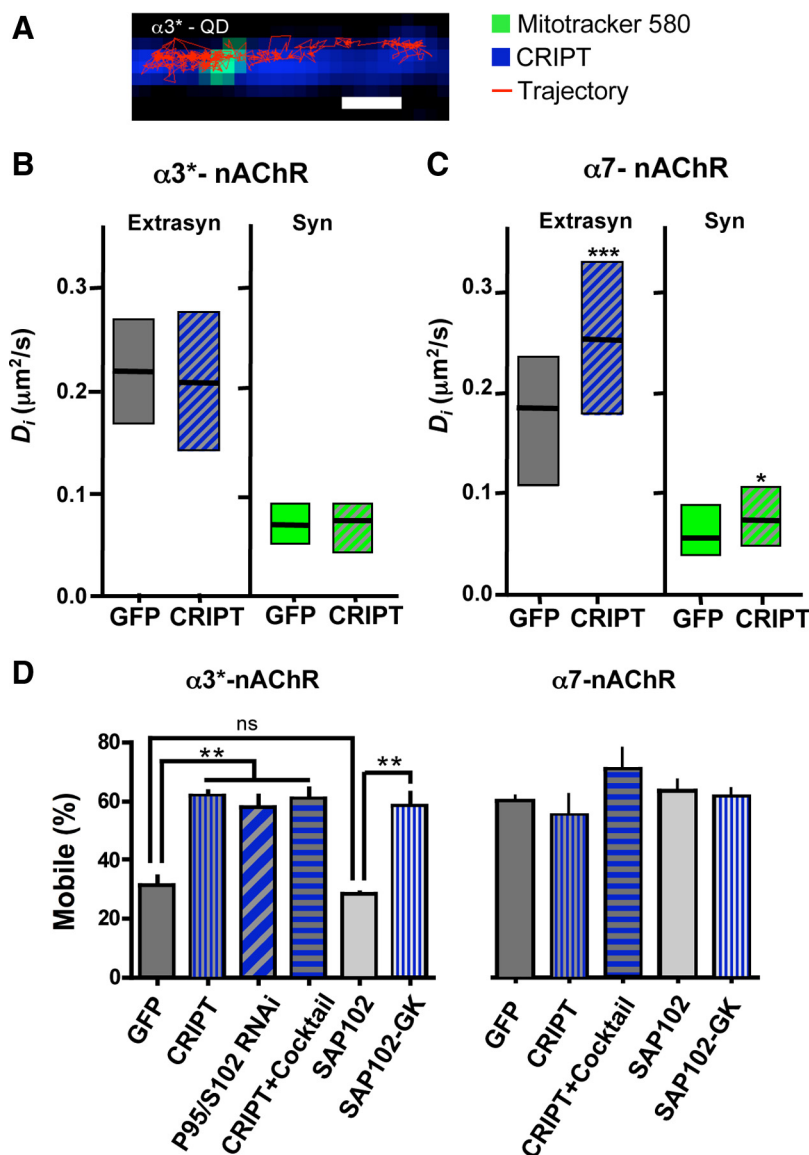 A
α3* - QD
Mitotracker 580
CRIPT
Trajectory
B
α3*- nAChR
Extrasyn
Syn
Dᵢ (μm²/s)
0.3
0.2
0.1
0.0
GFP
CRIPT
GFP
CRIPT
C
α7- nAChR
Extrasyn
Syn
***
*
Dᵢ (μm²/s)
0.3
0.2
0.1
0.0
GFP
CRIPT
GFP
CRIPT
D
α3*-nAChR
ns
**
**
Mobile (%)
80
60
40
20
0
GFP
CRIPT
P95/S102 RNAi
CRIPT+Cocktail
SAP102
SAP102-GK
α7-nAChR
GFP
CRIPT
CRIPT+Cocktail
SAP102
SAP102-GK